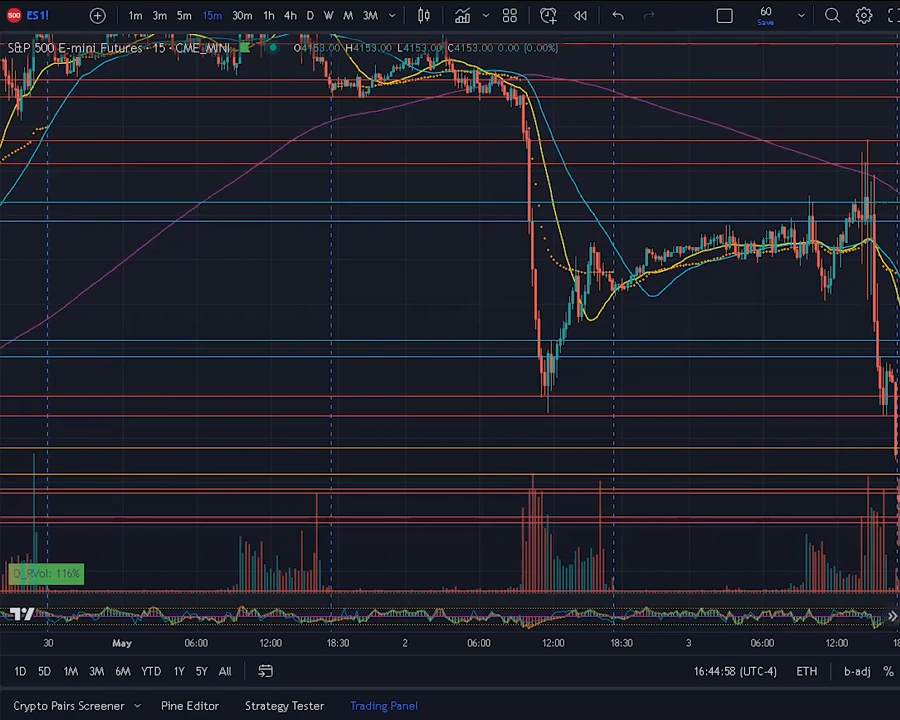 500 ES1! 1m 3m 5m 15m 30m 1h 4h D W M 3M 60 Save
S&P 500 E-mini Futures · 15 · CME_MINI O4153.00 H4153.00 L4153.00 C4153.00 0.00 (0.00%)
D_RVol: 116%
30 May 06:00 12:00 18:30 2 06:00 12:00 18:30 3 06:00 12:00 18
1D 5D 1M 3M 6M YTD 1Y 5Y All 16:44:58 (UTC-4) ETH b-adj %
Crypto Pairs Screener Pine Editor Strategy Tester Trading Panel